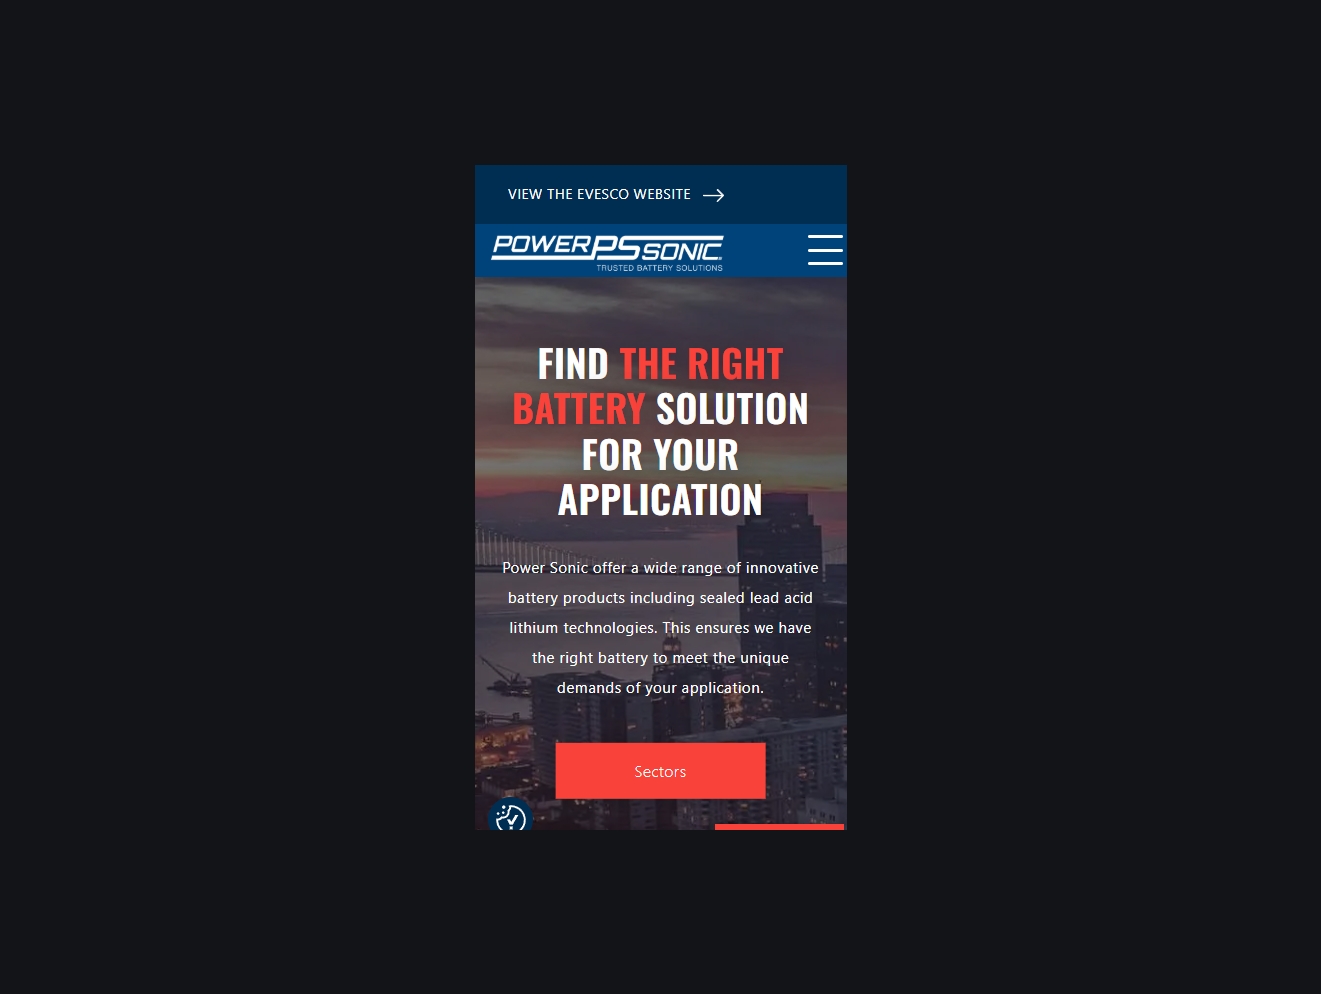 VIEW THE EVESCO WEBSITE
POWER PS SONIC
TRUSTED BATTERY SOLUTIONS
FIND THE RIGHT
BATTERY SOLUTION
FOR YOUR
APPLICATION
Power Sonic offer a wide range of innovative
battery products including sealed lead acid
lithium technologies. This ensures we have
the right battery to meet the unique
demands of your application.
Sectors